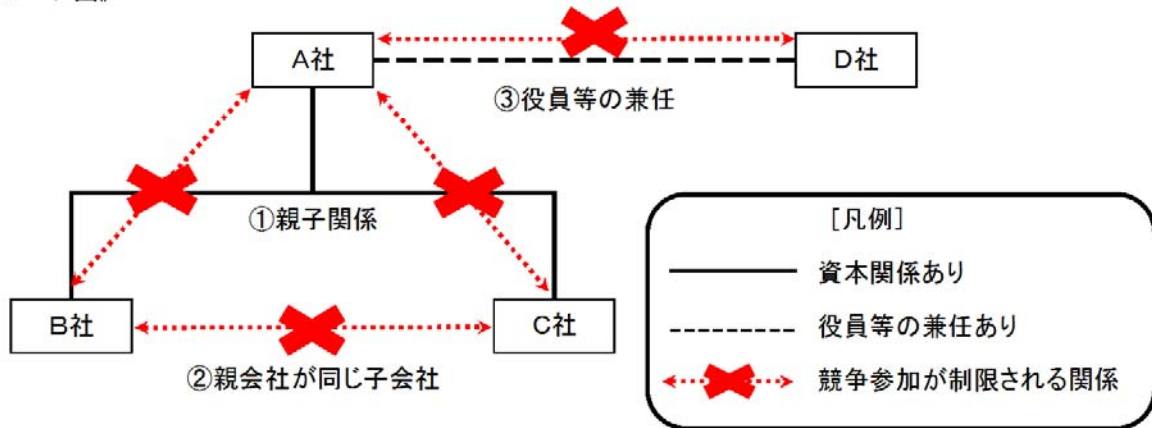 A社
D社
③役員等の兼任
①親子関係
B社
C社
②親会社が同じ子会社
[凡例]
資本関係あり
役員等の兼任あり
競争参加が制限される関係